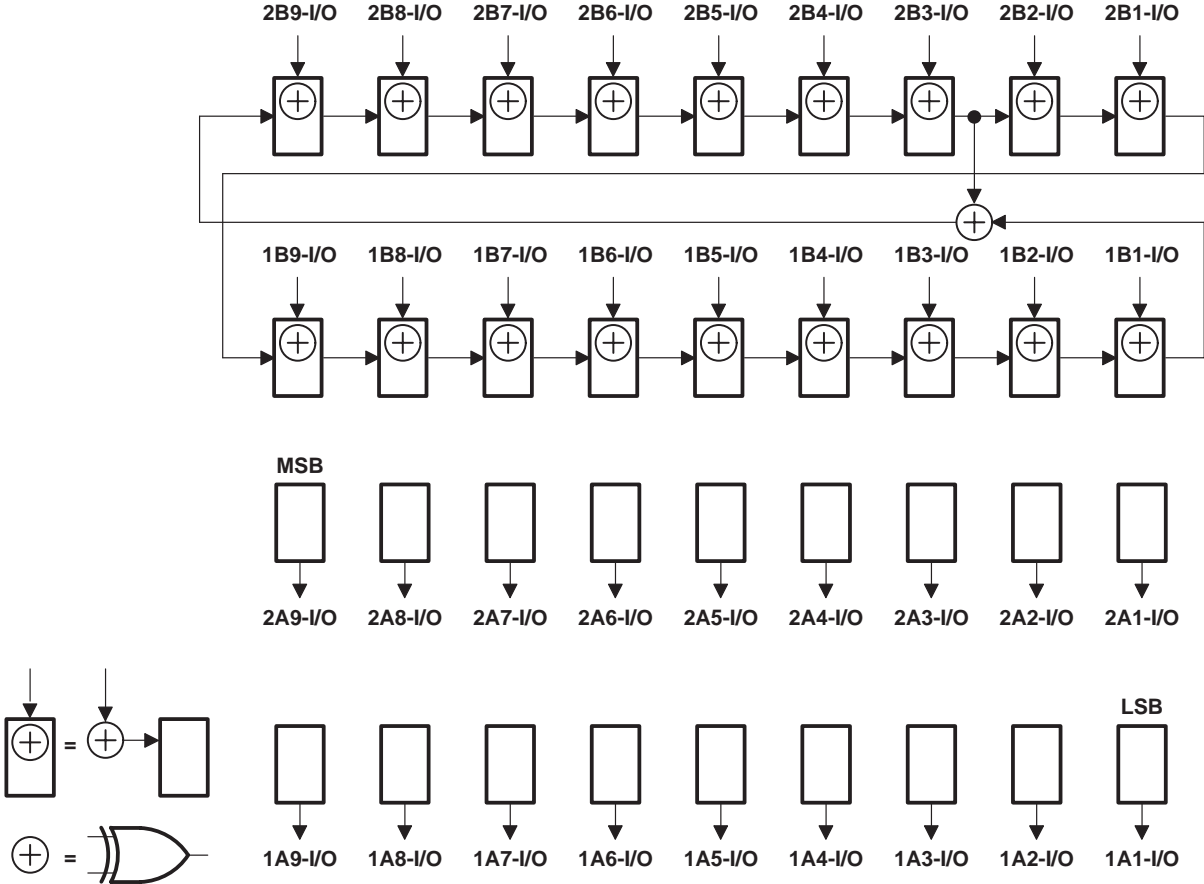 2B9-I/O 2B8-I/O 2B7-I/O 2B6-I/O 2B5-I/O 2B4-I/O 2B3-I/O 2B2-I/O 2B1-I/O
1B9-I/O 1B8-I/O 1B7-I/O 1B6-I/O 1B5-I/O 1B4-I/O 1B3-I/O 1B2-I/O 1B1-I/O
MSB
2A9-I/O 2A8-I/O 2A7-I/O 2A6-I/O 2A5-I/O 2A4-I/O 2A3-I/O 2A2-I/O 2A1-I/O
LSB
=
=
1A9-I/O 1A8-I/O 1A7-I/O 1A6-I/O 1A5-I/O 1A4-I/O 1A3-I/O 1A2-I/O 1A1-I/O